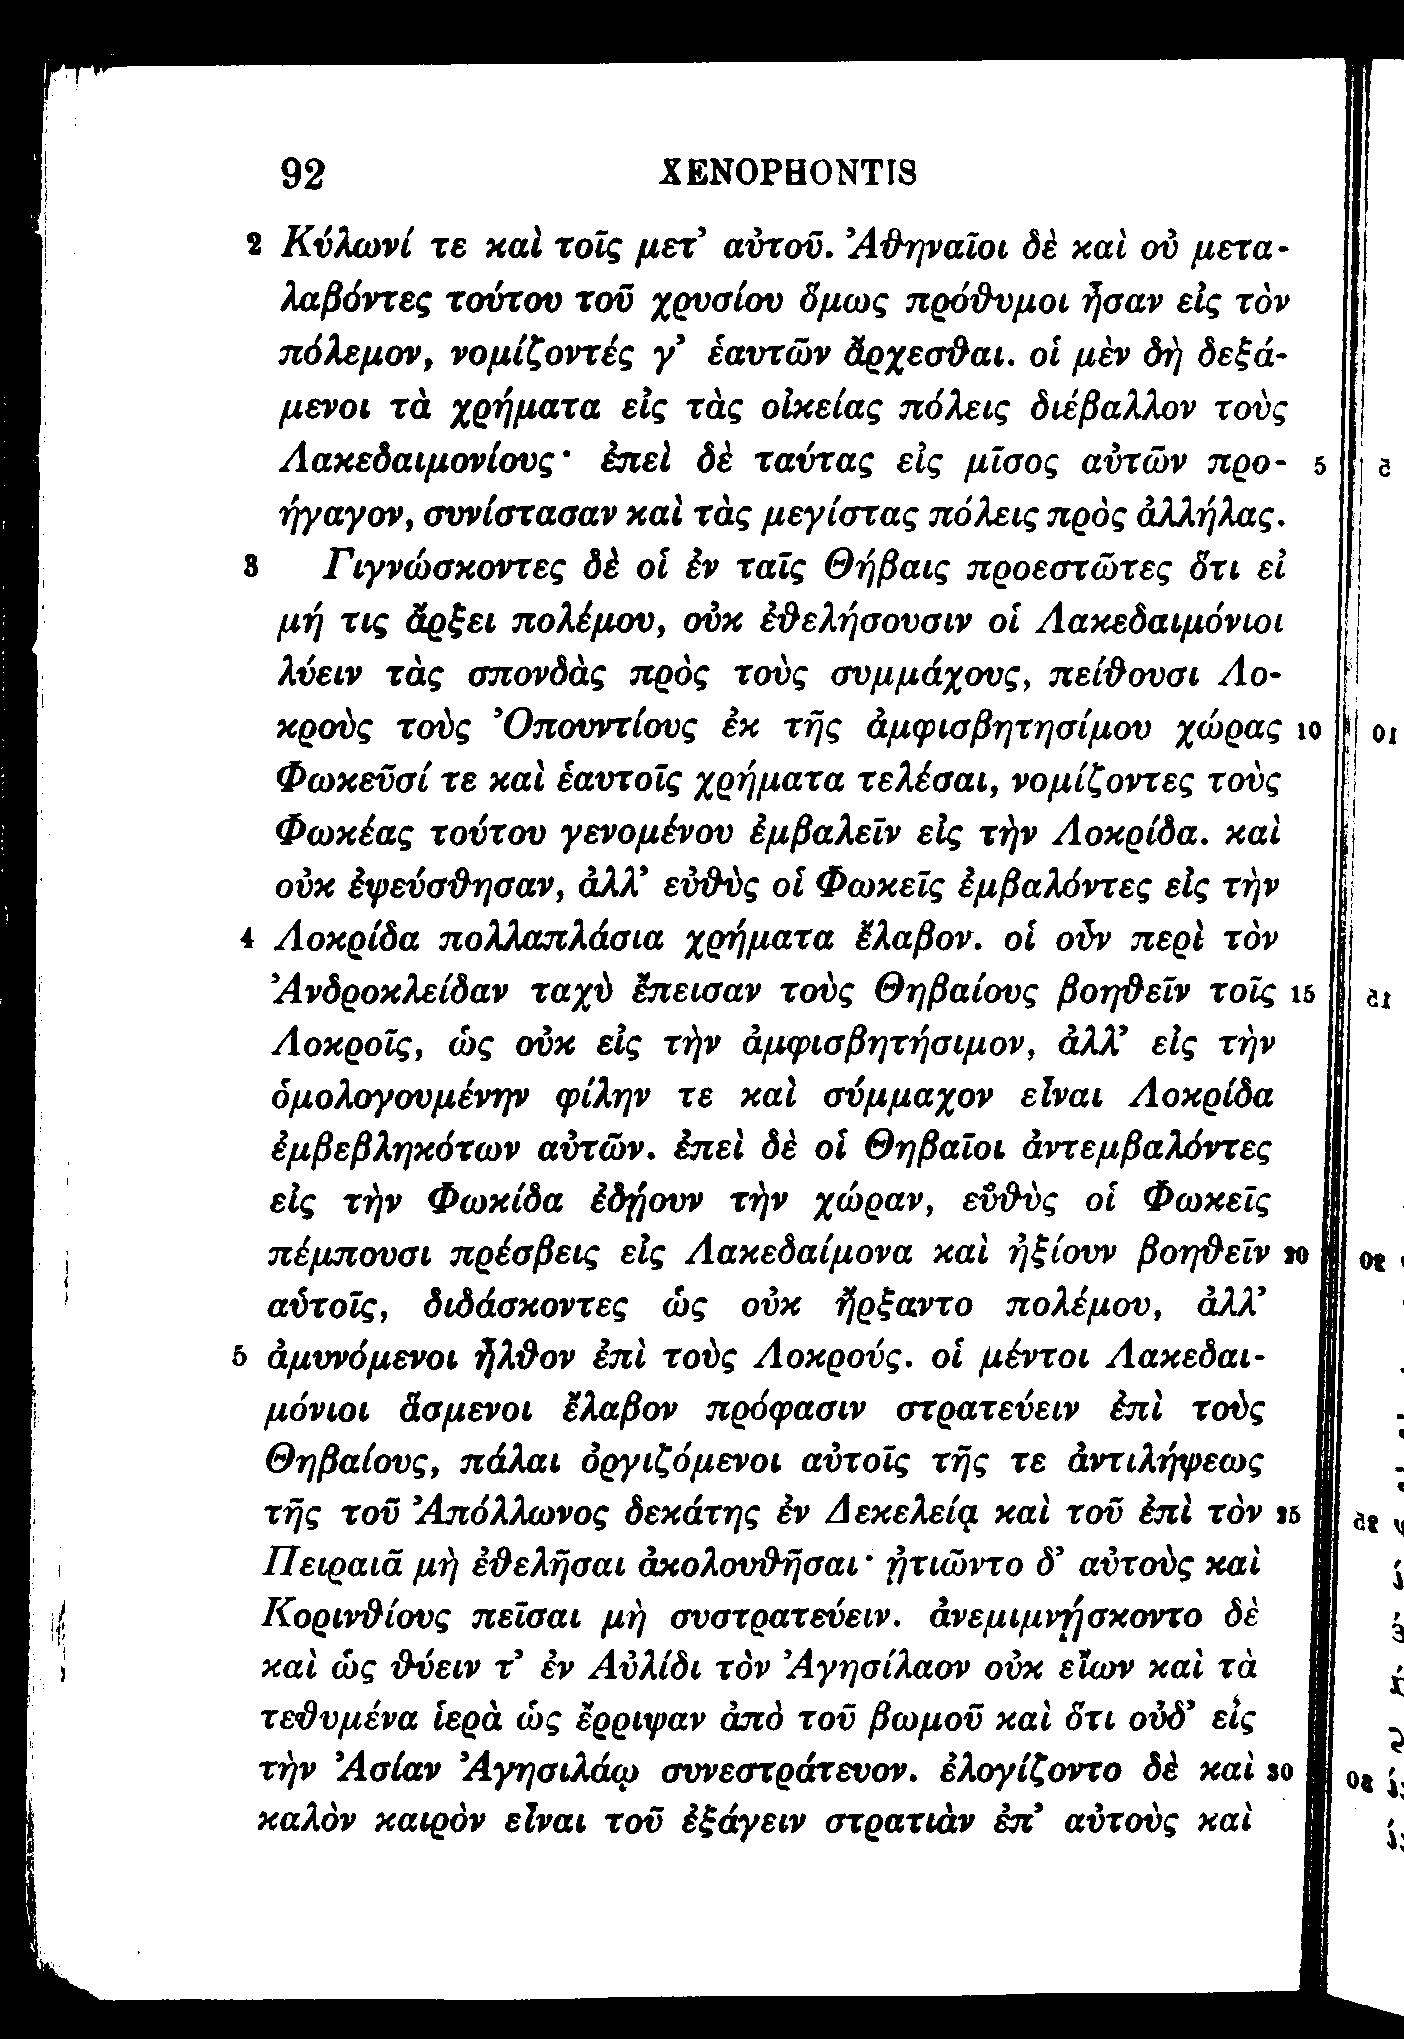 92 XENOPHONTIS
2 Κύλωνί τε καὶ τοῖς μετ’ αὐτοῦ. Ἀθηναῖοι δὲ καὶ οὐ μετα-
λαβόντες τούτου τοῦ χρυσίου ὅμως πρόθυμοι ἦσαν εἰς τὸν
πόλεμον, νομίζοντές γ’ ἑαυτῶν ἄρχεσθαι. οἱ μὲν δὴ δεξά-
μενοι τὰ χρήματα εἰς τὰς οἰκείας πόλεις διέβαλλον τοὺς
Λακεδαιμονίους· ἐπεὶ δὲ ταύτας εἰς μῖσος αὐτῶν προ- 5
ήγαγον, συνίστασαν καὶ τὰς μεγίστας πόλεις πρὸς ἀλλήλας.
3 Γιγνώσκοντες δὲ οἱ ἐν ταῖς Θήβαις προεστῶτες ὅτι εἰ
μή τις ἄρξει πολέμου, οὐκ ἐθελήσουσιν οἱ Λακεδαιμόνιοι
λύειν τὰς σπονδὰς πρὸς τοὺς συμμάχους, πείθουσι Λο-
κροὺς τοὺς Ὀπουντίους ἐκ τῆς ἀμφισβητησίμου χώρας 10
Φωκεῦσί τε καὶ ἑαυτοῖς χρήματα τελέσαι, νομίζοντες τοὺς
Φωκέας τούτου γενομένου ἐμβαλεῖν εἰς τὴν Λοκρίδα. καὶ
οὐκ ἐψεύσθησαν, ἀλλ’ εὐθὺς οἱ Φωκεῖς ἐμβαλόντες εἰς τὴν
4 Λοκρίδα πολλαπλάσια χρήματα ἔλαβον. οἱ οὖν περὶ τὸν
Ἀνδροκλείδαν ταχὺ ἔπεισαν τοὺς Θηβαίους βοηθεῖν τοῖς 15
Λοκροῖς, ὡς οὐκ εἰς τὴν ἀμφισβητήσιμον, ἀλλ’ εἰς τὴν
ὁμολογουμένην φίλην τε καὶ σύμμαχον εἶναι Λοκρίδα
ἐμβεβληκότων αὐτῶν. ἐπεὶ δὲ οἱ Θηβαῖοι ἀντεμβαλόντες
εἰς τὴν Φωκίδα ἐδῄουν τὴν χώραν, εὐθὺς οἱ Φωκεῖς
πέμπουσι πρέσβεις εἰς Λακεδαίμονα καὶ ἠξίουν βοηθεῖν 20
αὑτοῖς, διδάσκοντες ὡς οὐκ ἤρξαντο πολέμου, ἀλλ’
5 ἀμυνόμενοι ἦλθον ἐπὶ τοὺς Λοκρούς. οἱ μέντοι Λακεδαι-
μόνιοι ἅσμενοι ἔλαβον πρόφασιν στρατεύειν ἐπὶ τοὺς
Θηβαίους, πάλαι ὀργιζόμενοι αὐτοῖς τῆς τε ἀντιλήψεως
τῆς τοῦ Ἀπόλλωνος δεκάτης ἐν Δεκελείᾳ καὶ τοῦ ἐπὶ τὸν 25
Πειραιᾶ μὴ ἐθελῆσαι ἀκολουθῆσαι· ᾐτιῶντο δ’ αὐτοὺς καὶ
Κορινθίους πεῖσαι μὴ συστρατεύειν. ἀνεμιμνῄσκοντο δὲ
καὶ ὡς θύειν τ’ ἐν Αὐλίδι τὸν Ἀγησίλαον οὐκ εἴων καὶ τὰ
τεθυμένα ἱερὰ ὡς ἔρριψαν ἀπὸ τοῦ βωμοῦ καὶ ὅτι οὐδ’ εἰς
τὴν Ἀσίαν Ἀγησιλάῳ συνεστράτευον. ἐλογίζοντο δὲ καὶ 30
καλὸν καιρὸν εἶναι τοῦ ἐξάγειν στρατιὰν ἐπ’ αὐτοὺς καὶ